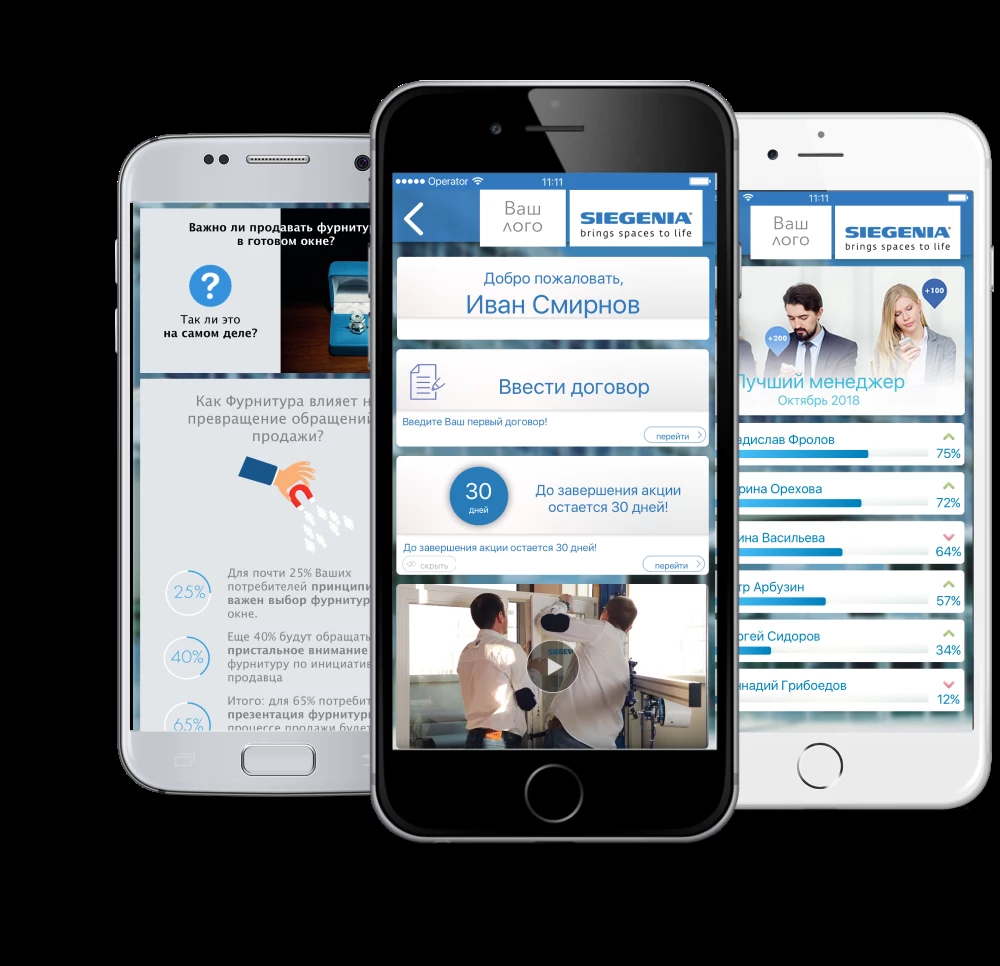 Важно ли продавать фурниту
в готовом окне?
?
Так ли это
на самом деле?
Как Фурнитура влияет н
превращение обращений
продажи?
25%
Для почти 25% Ваших
потребителей принципи
важен выбор фурнитур
окне.
40%
Еще 40% будут обращать
пристальное внимание
фурнитуру по инициатив
продавца
65%
Итого: для 65% потребит
презентация фурнитур
процессе продажи будет
Operator
11:11
Ваш
лого
SIEGENIA®
brings spaces to life
Добро пожаловать,
Иван Смирнов
Ввести договор
Введите Ваш первый договор!
перейти
30
дней
До завершения акции
остается 30 дней!
До завершения акции остается 30 дней!
скрыть
перейти
11:11
Ваш
лого
SIEGENIA®
brings spaces to life
+200
+100
Лучший менеджер
Октябрь 2018
адислав Фролов
75%
рина Орехова
72%
ина Васильева
64%
тр Арбузин
57%
ргей Сидоров
34%
ннадий Грибоедов
12%